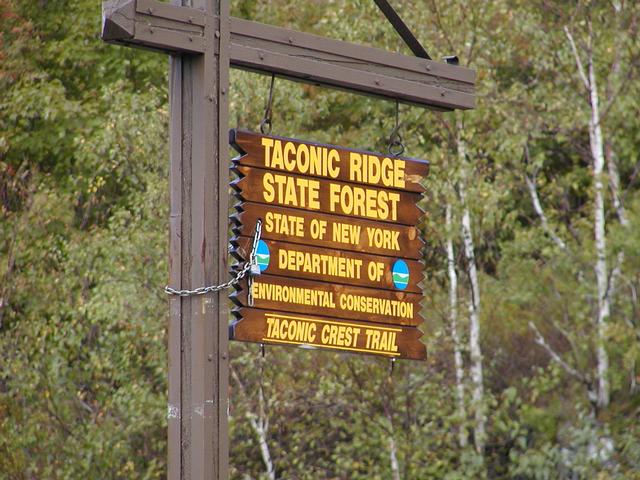 TACONIC RIDGE
STATE FOREST
STATE OF NEW YORK
DEPARTMENT OF
ENVIRONMENTAL CONSERVATION
TACONIC CREST TRAIL